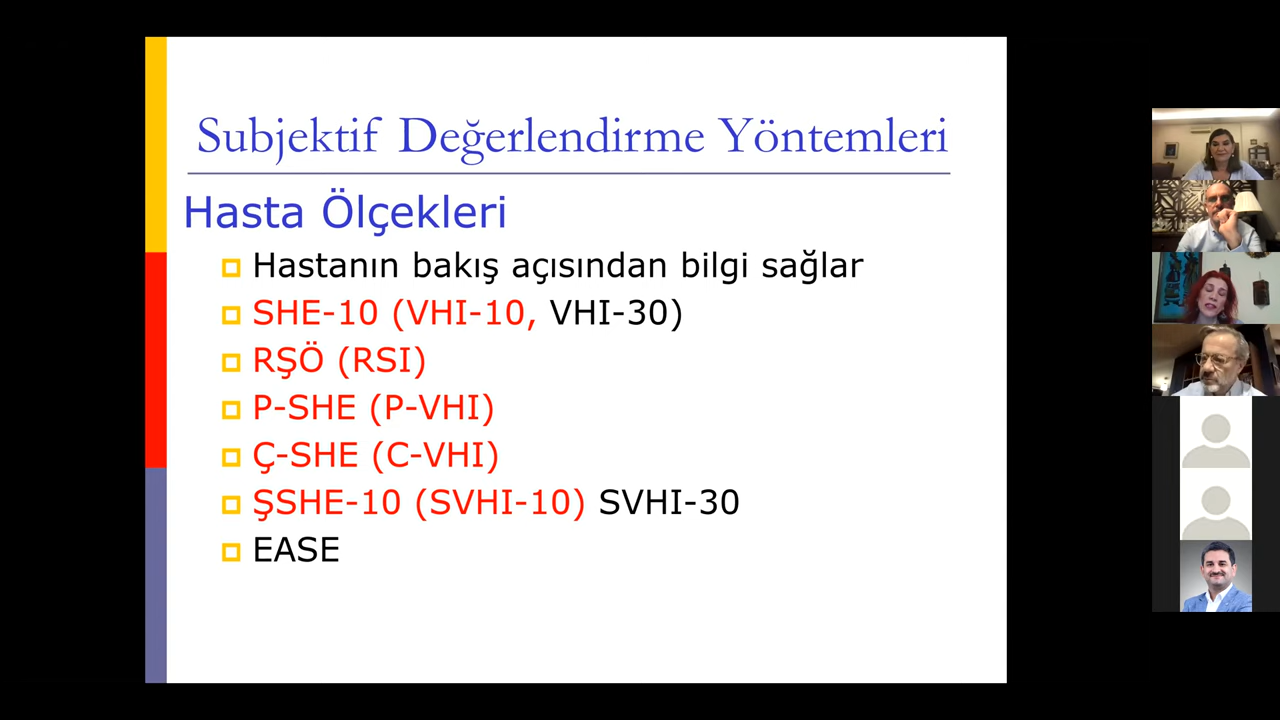 Subjektif Değerlendirme Yöntemleri
Hasta Ölçekleri
Hastanın bakış açısından bilgi sağlar
SHE-10 (VHI-10, VHI-30)
RŞÖ (RSI)
P-SHE (P-VHI)
Ç-SHE (C-VHI)
ŞSHE-10 (SVHI-10) SVHI-30
EASE